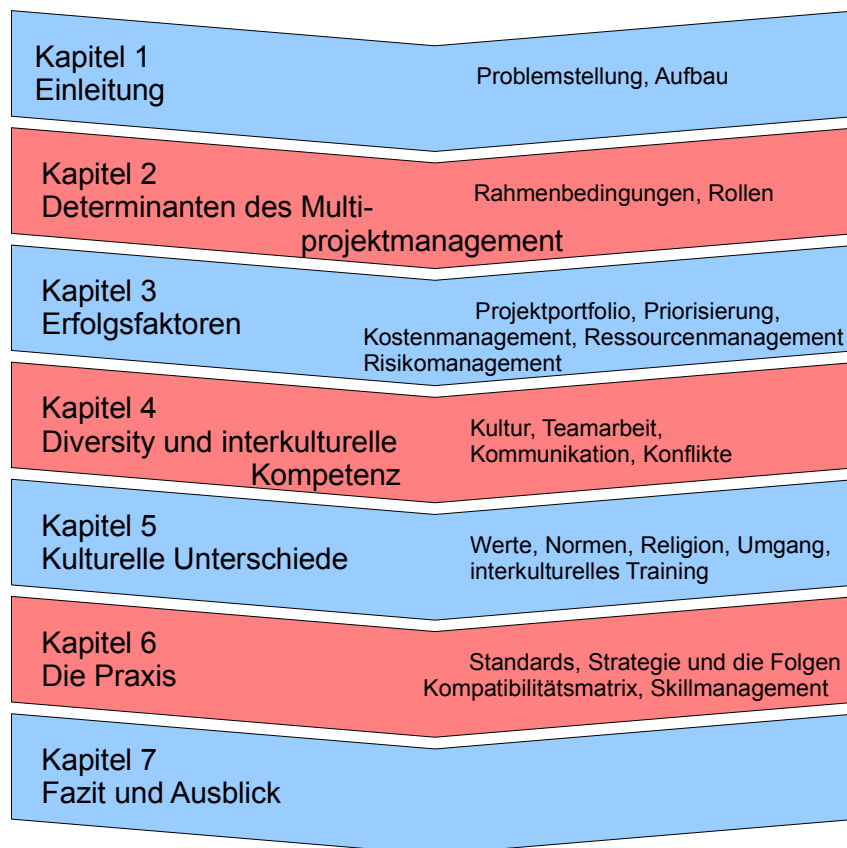 Kapitel 1
Einleitung
Problemstellung, Aufbau
Kapitel 2
Determinanten des Multi-
projektmanagement
Rahmenbedingungen, Rollen
Kapitel 3
Erfolgsfaktoren
Projektportfolio, Priorisierung,
Kostenmanagement, Ressourcenmanagement
Risikomanagement
Kapitel 4
Diversity und interkulturelle
Kompetenz
Kultur, Teamarbeit,
Kommunikation, Konflikte
Kapitel 5
Kulturelle Unterschiede
Werte, Normen, Religion, Umgang,
interkulturelles Training
Kapitel 6
Die Praxis
Standards, Strategie und die Folgen
Kompatibilitätsmatrix, Skillmanagement
Kapitel 7
Fazit und Ausblick